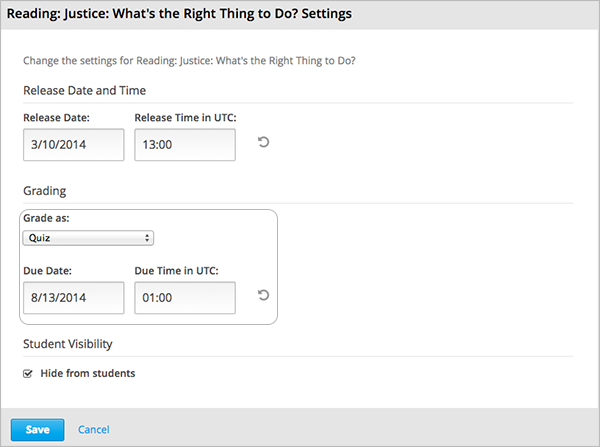 Reading: Justice: What's the Right Thing to Do? Settings
Change the settings for Reading: Justice: What's the Right Thing to Do?
Release Date and Time
Release Date: Release Time in UTC:
3/10/2014 13:00
Grading
Grade as:
Quiz
Due Date: Due Time in UTC:
8/13/2014 01:00
Student Visibility
Hide from students
Save Cancel